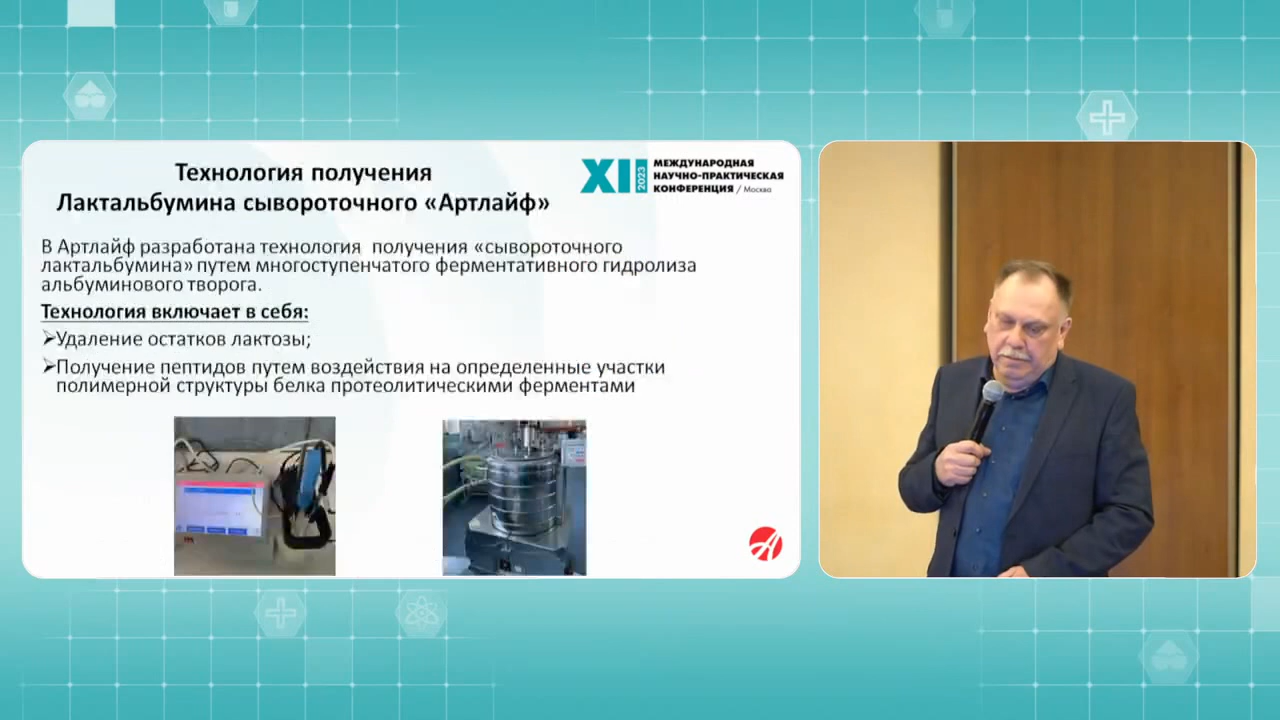 Технология получения
Лактальбумина сывороточного «Артлайф»
XII
2023
МЕЖДУНАРОДНАЯ
НАУЧНО-ПРАКТИЧЕСКАЯ
КОНФЕРЕНЦИЯ / Москва
В Артлайф разработана технология получения «сывороточного
лактальбумина» путем многоступенчатого ферментативного гидролиза
альбуминового творога.
Технология включает в себя:
➢Удаление остатков лактозы;
➢Получение пептидов путем воздействия на определенные участки
полимерной структуры белка протеолитическими ферментами